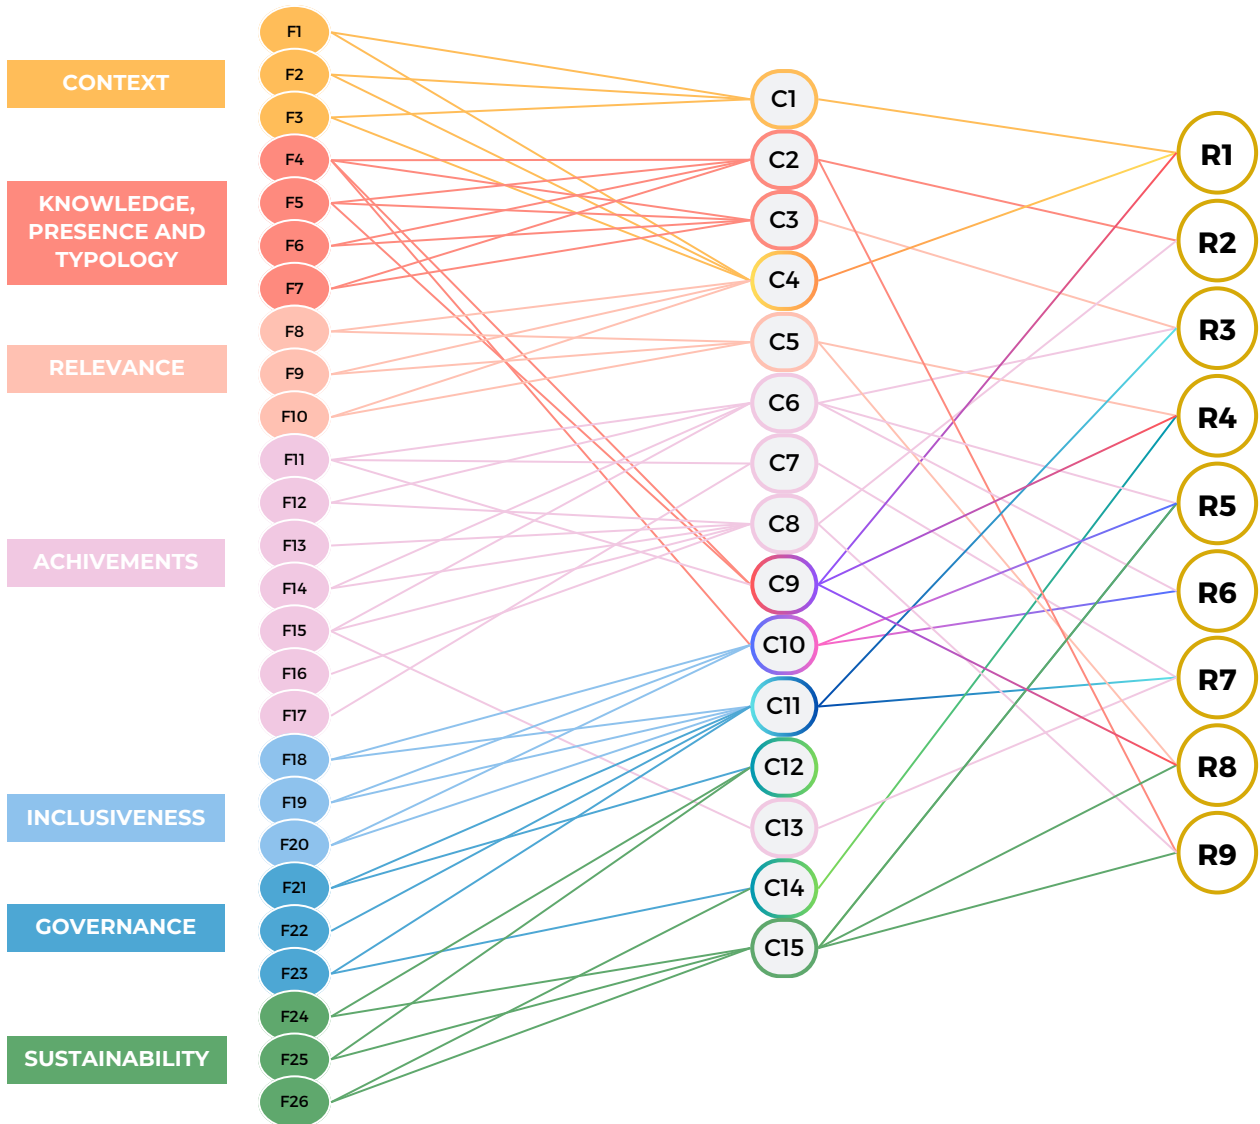 CONTEXT
KNOWLEDGE,
PRESENCE AND
TYPOLOGY
RELEVANCE
ACHIVEMENTS
INCLUSIVENESS
GOVERNANCE
SUSTAINABILITY
F1
F2
F3
F4
F5
F6
F7
F8
F9
F10
F11
F12
F13
F14
F15
F16
F17
F18
F19
F20
F21
F22
F23
F24
F25
F26
C1
C2
C3
C4
C5
C6
C7
C8
C9
C10
C11
C12
C13
C14
C15
R1
R2
R3
R4
R5
R6
R7
R8
R9